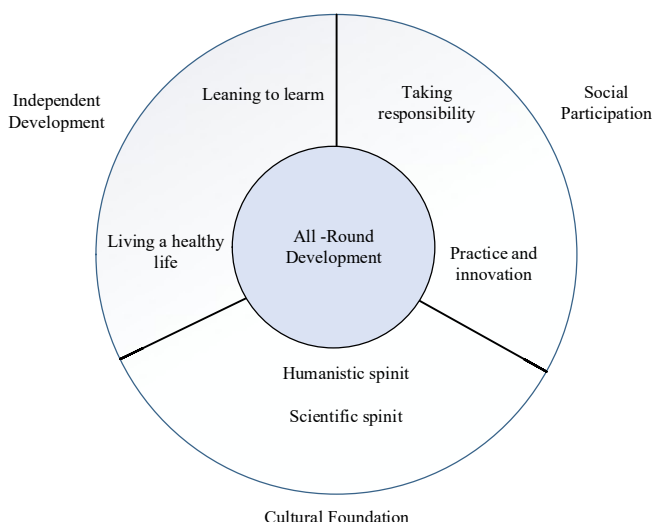 Leaning to learm
Taking
responsibility
Independent
Development
Social
Participation
All -Round
Development
Living a healthy
life
Practice and
innovation
Humanistic spinit
Scientific spinit
Cultural Foundation